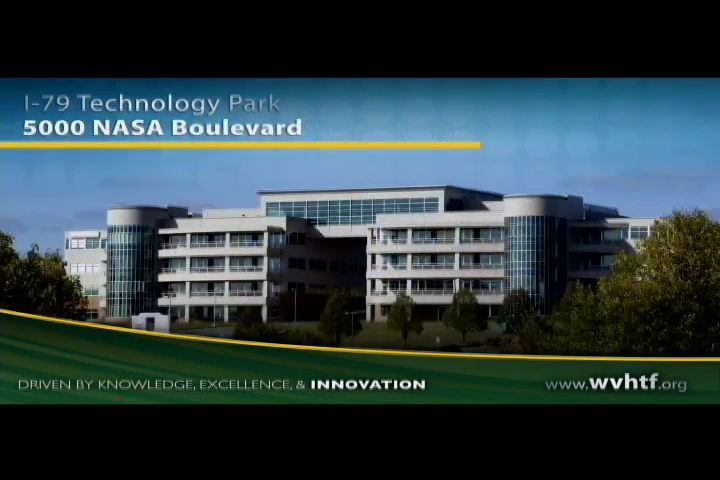 I-79 Technology Park
5000 NASA Boulevard
DRIVEN BY KNOWLEDGE, EXCELLENCE, & INNOVATION
www.wvhtf.org